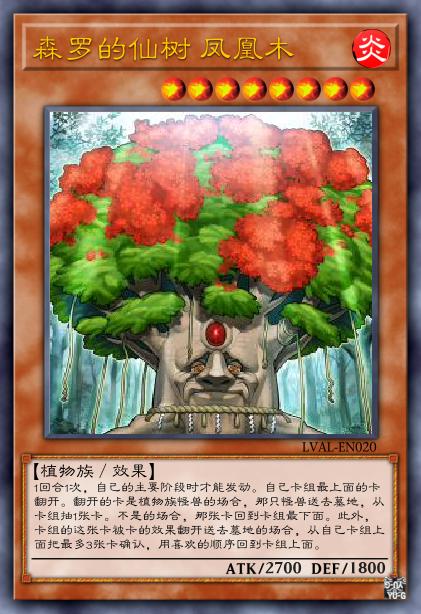 森罗的仙树 凤凰木
炎
LVAL-EN020
【植物族／效果】
1回合1次，自己的主要阶段时才能发动。自己卡组最上面的卡
翻开。翻开的卡是植物族怪兽的场合，那只怪兽送去墓地，从
卡组抽1张卡。不是的场合，那张卡回到卡组最下面。此外，
卡组的这张卡被卡的效果翻开送去墓地的场合，从自己卡组上
面把最多3张卡确认，用喜欢的顺序回到卡组上面。
ATK/2700 DEF/1800